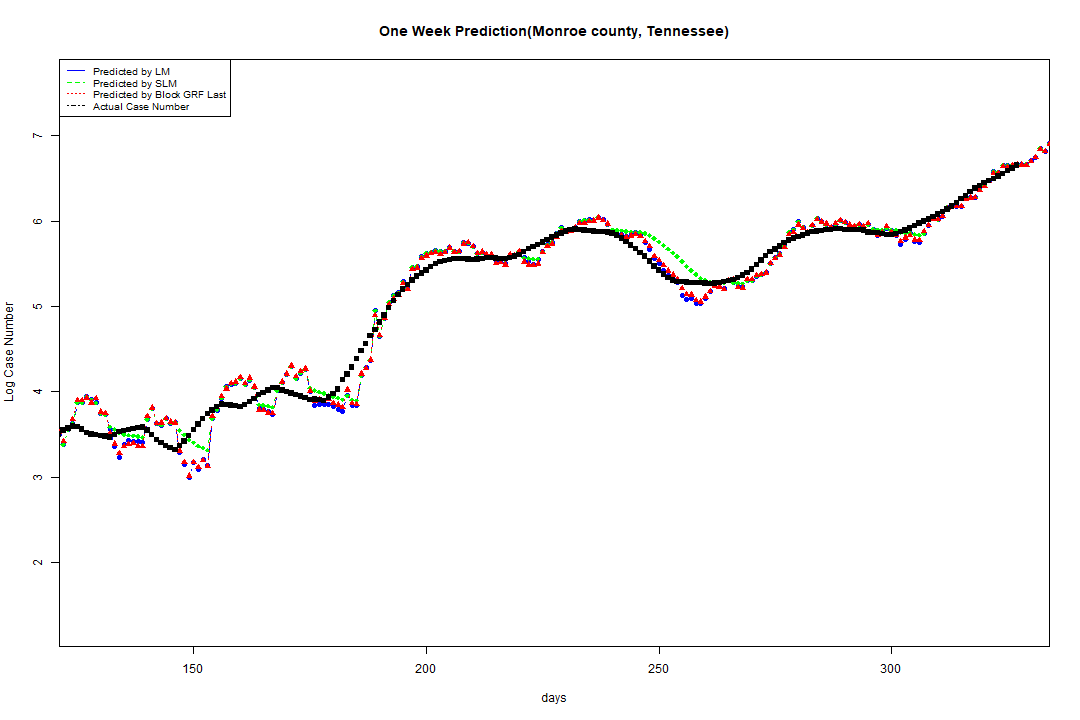 One Week Prediction(Monroe county, Tennessee)
Predicted by LM
Predicted by SLM
Predicted by Block GRF Last
Actual Case Number
7
6
5
4
3
2
Log Case Number
150 200 250 300
days